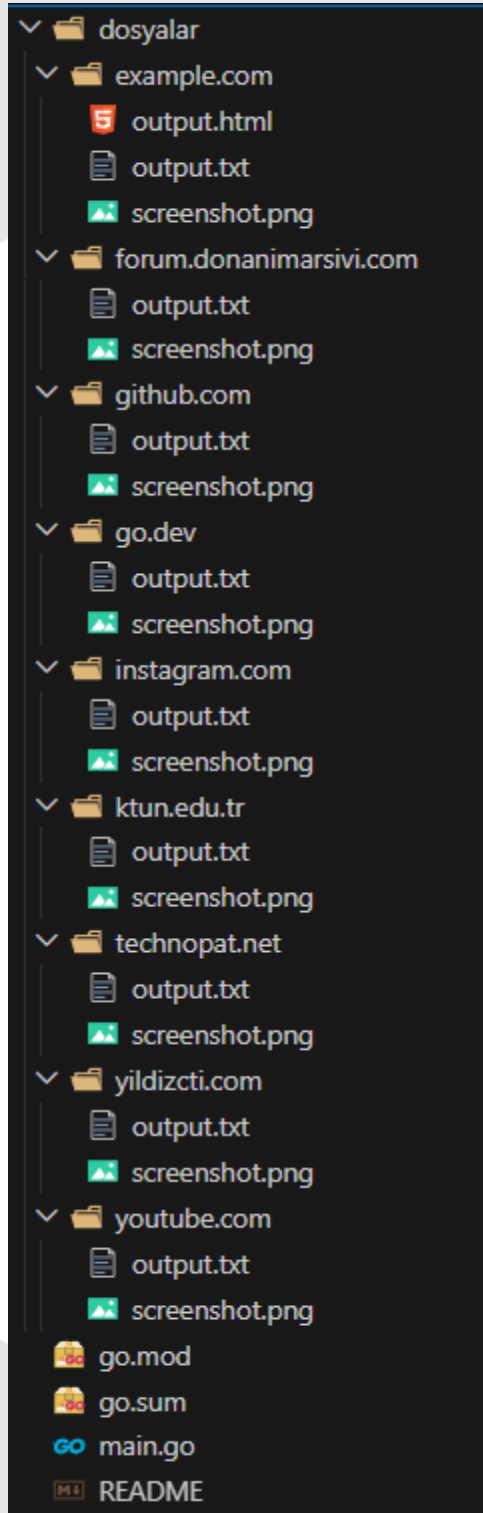 dosyalar
example.com
output.html
output.txt
screenshot.png
forum.donanimarsivi.com
output.txt
screenshot.png
github.com
output.txt
screenshot.png
go.dev
output.txt
screenshot.png
instagram.com
output.txt
screenshot.png
ktun.edu.tr
output.txt
screenshot.png
technopat.net
output.txt
screenshot.png
yildizcti.com
output.txt
screenshot.png
youtube.com
output.txt
screenshot.png
go.mod
go.sum
GO main.go
README